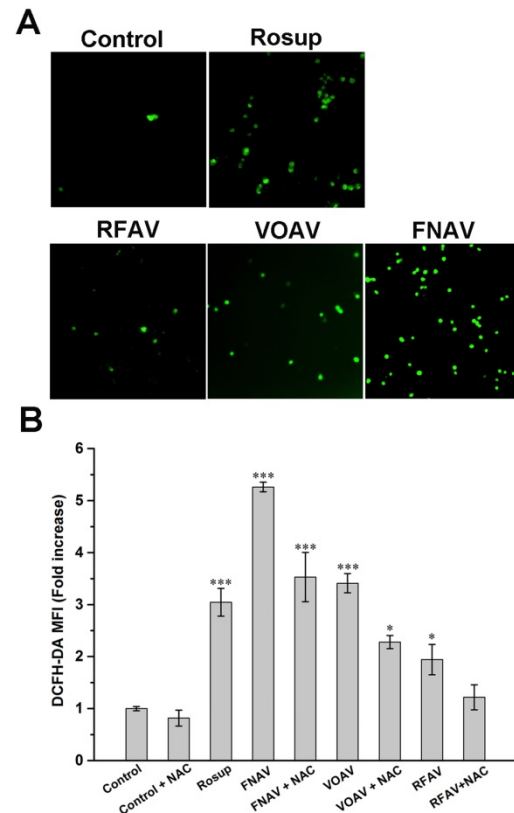 A
Control Rosup
RFAV VOAV FNAV
B
DCFH-DA MFI (Fold increase)
6
5
4
3
2
1
0
***
***
***
***
*
*
Control
Control + NAC
Rosup
FNAV
FNAV + NAC
VOAV
VOAV + NAC
RFAV
RFAV+NAC